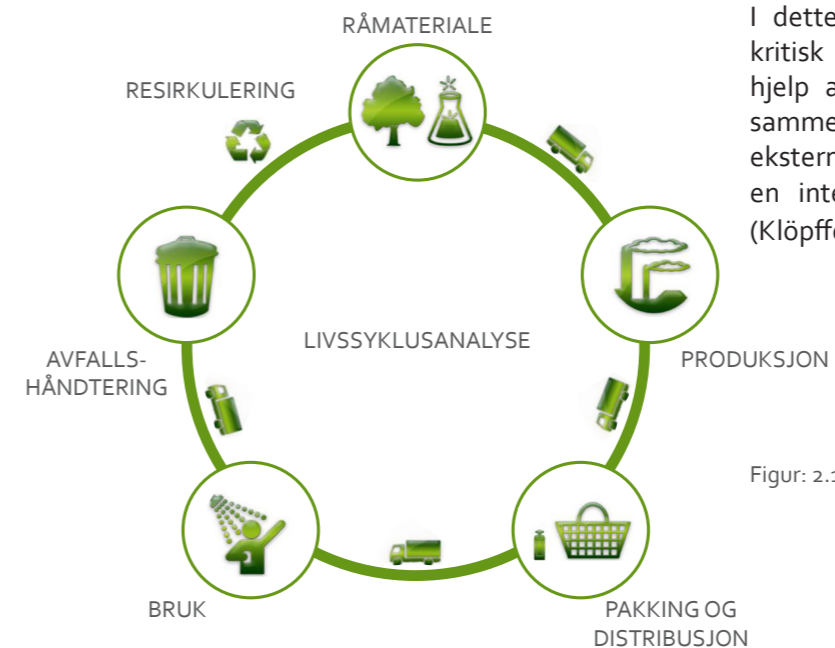 RÅMATERIALE
RESIRKULERING
LIVSSYKLUSANALYSE
AVFALLS-
HÅNDTERING
PRODUKSJON
BRUK
PAKKING OG
DISTRIBUSJON
I dette
kritisk
hjelp a
samme
ekstern
en inte
(Klöpffe
Figur: 2.1